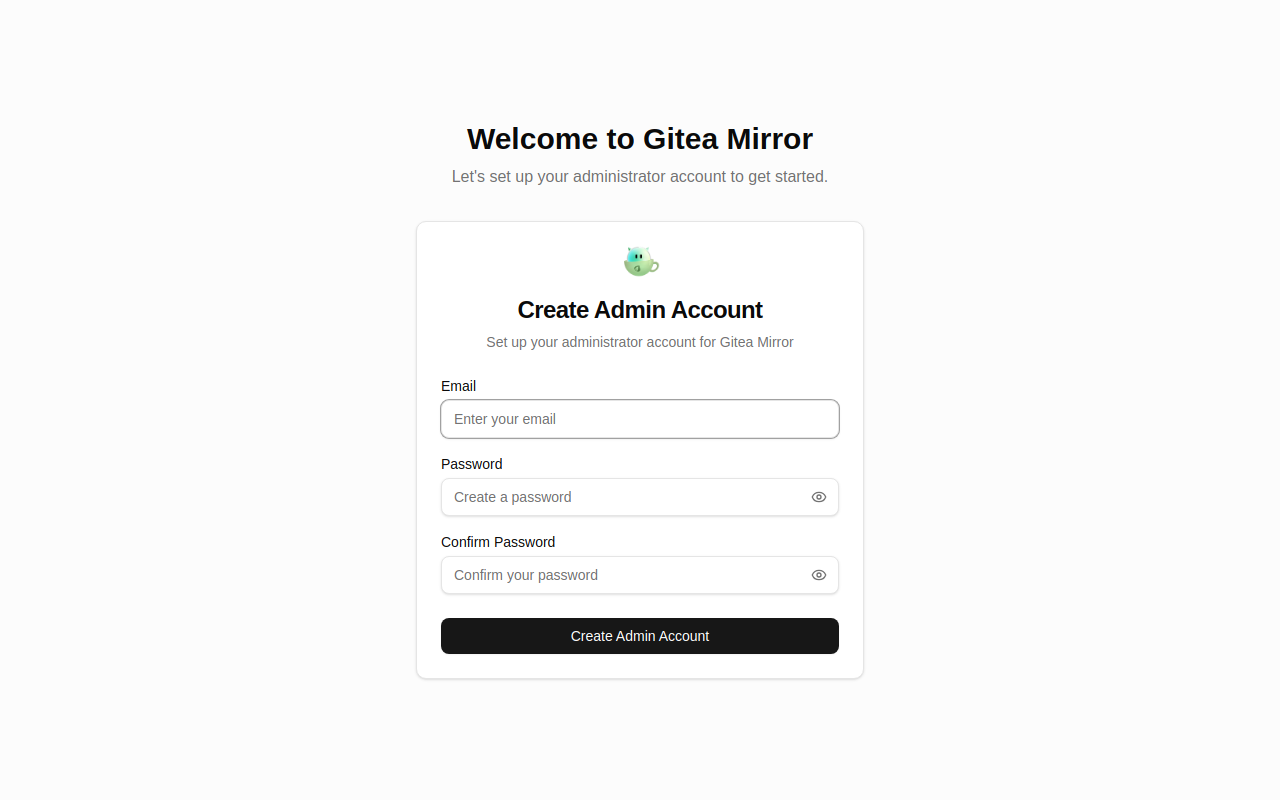 Welcome to Gitea Mirror
Let's set up your administrator account to get started.
Create Admin Account
Set up your administrator account for Gitea Mirror
Email
Enter your email
Password
Create a password
Confirm Password
Confirm your password
Create Admin Account